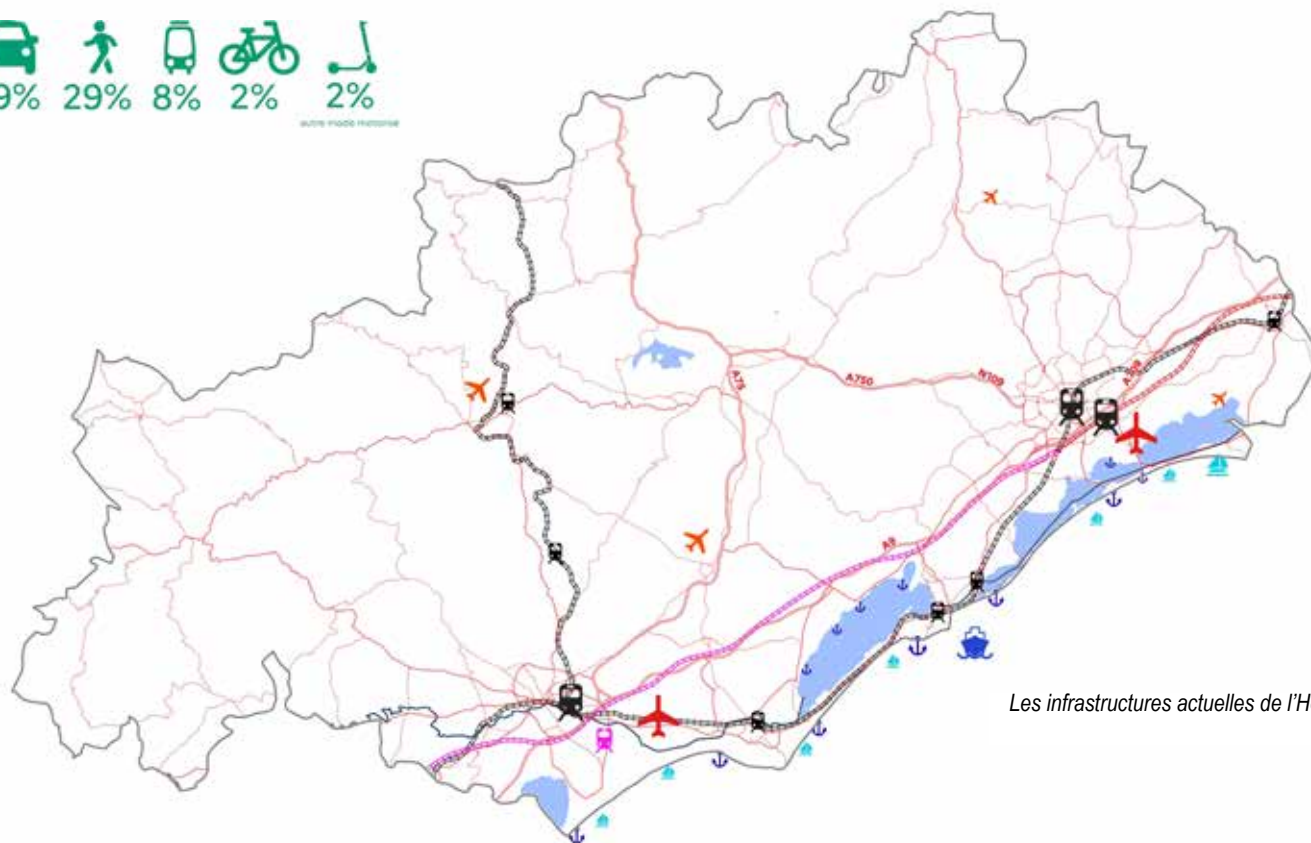 9% 29% 8% 2% 2%
autre mode motorisé
A75
A750
N109
A709
A9
Les infrastructures actuelles de l'H